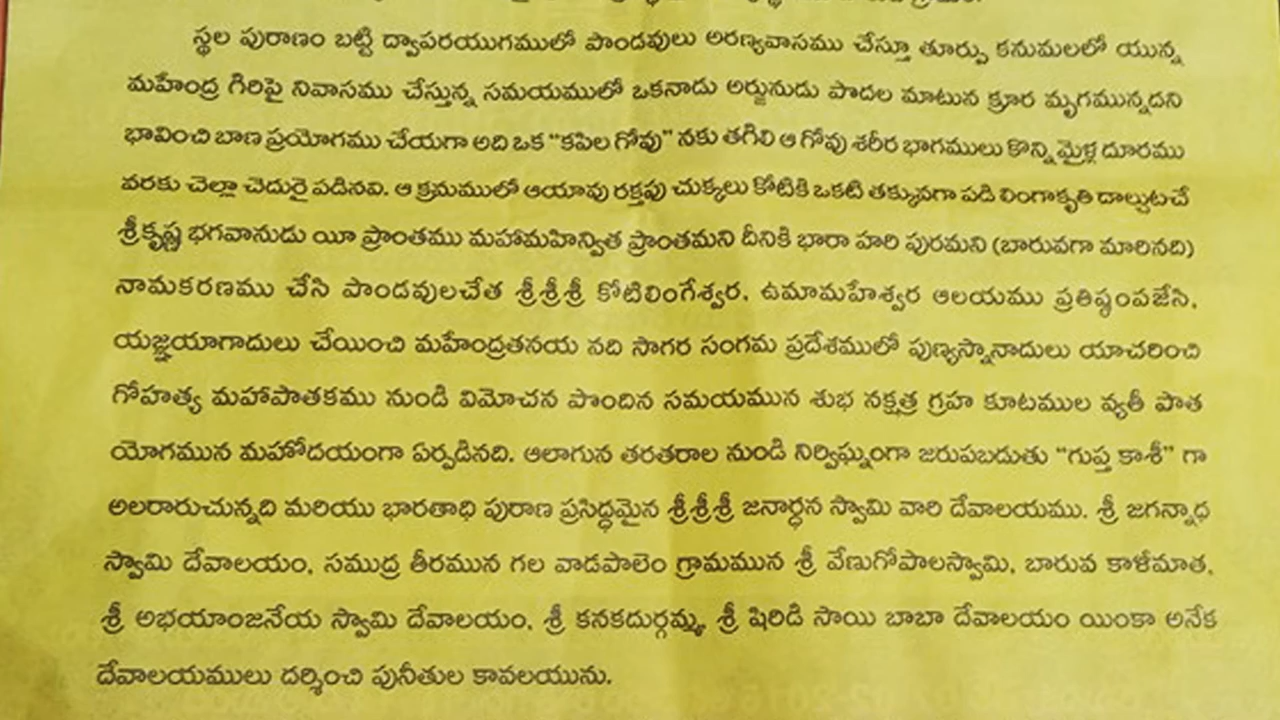 స్థల పురాణం బట్టి ద్వాపరయుగములో పాండవులు అరణ్యవాసము చేస్తూ తూర్పు కనుమలలో యున్న
మహేంద్ర గిరిపై నివాసము చేస్తున్న సమయములో ఒకనాడు అర్జునుడు పొదల మాటున క్రూర మృగమున్నదని
భావించి బాణ ప్రయోగము చేయగా అది ఒక "కపిల గోవు" నకు తగిలి ఆ గోవు శరీర భాగములు కొన్ని మైళ్ల దూరము
వరకు చెల్లా చెదురై పడినవి. ఆ క్రమములో ఆయావు రక్తపు చుక్కలు కోటికి ఒకటి తక్కువగా పడి లింగాకృతి దాల్చుటచే
శ్రీకృష్ణ భగవానుడు యీ ప్రాంతము మహామహిన్విత ప్రాంతమని దీనికి భారా హరి పురమని (బారువగా మారినది)
నామకరణము చేసి పాండవులచేత శ్రీశ్రీశ్రీ కోటిలింగేశ్వర, ఉమామహేశ్వర ఆలయము ప్రతిష్ఠంపజేసి,
యజ్ఞయాగాదులు చేయించి మహేంద్రతనయ నది సాగర సంగమ ప్రదేశములో పుణ్యస్నానాదులు యాచరించి
గోహత్య మహాపాతకము నుండి విమోచన పొందిన సమయమున శుభ నక్షత్ర గ్రహ కూటముల వ్యతీ పాత
యోగమున మహోదయంగా ఏర్పడినది. ఆలాగున తరతరాల నుండి నిర్విఘ్నంగా జరుపబడుతు "గుప్త కాశీ" గా
అలరారుచున్నది మరియు భారతాధి పురాణ ప్రసిద్ధమైన శ్రీశ్రీశ్రీ జనార్ధన స్వామి వారి దేవాలయము. శ్రీ జగన్నాధ
స్వామి దేవాలయం, సముద్ర తీరమున గల వాడపాలెం గ్రామమున శ్రీ వేణుగోపాలస్వామి, బారువ కాళీమాత,
శ్రీ అభయాంజనేయ స్వామి దేవాలయం, శ్రీ కనకదుర్గమ్మ, శ్రీ షిరిడి సాయి బాబా దేవాలయం యింకా అనేక
దేవాలయములు దర్శించి పునీతుల కావలయును.